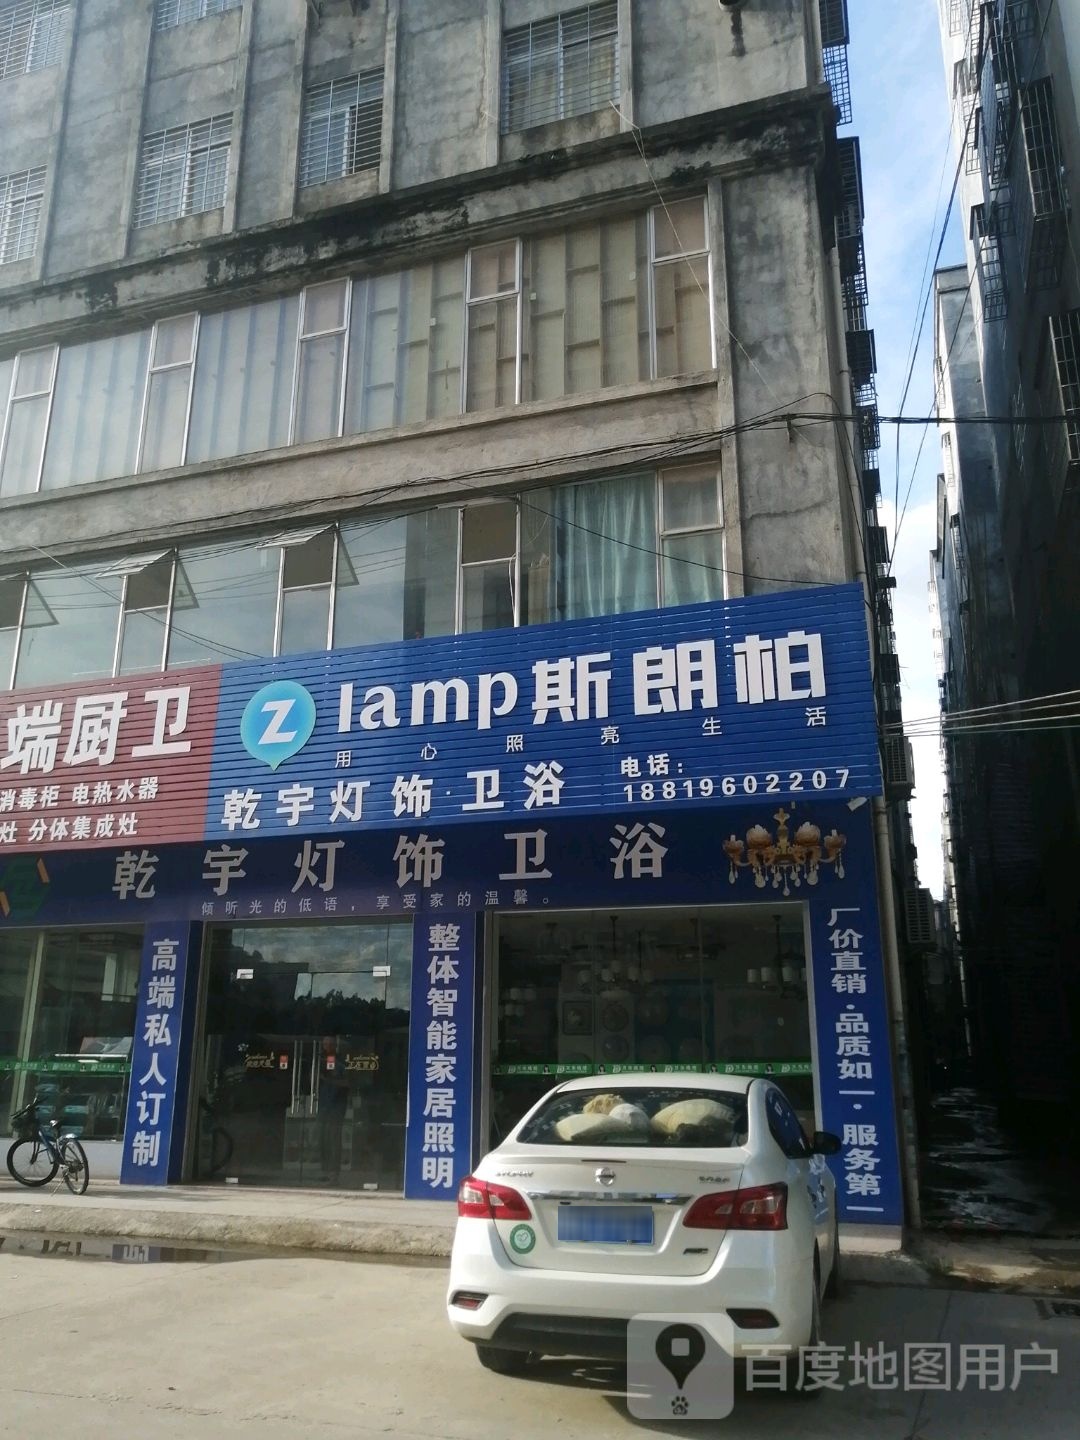 端厨卫
消毒柜 电热水器
灶 分体集成灶
Z lamp斯朗柏
用心照亮生活
乾宇灯饰·卫浴
电话:
18819602207
乾宇灯饰卫浴
倾听光的低语,享受家的温馨。
高端私人订制
整体智能家居照明
厂价直销·品质如一·服务第一
百度地图用户